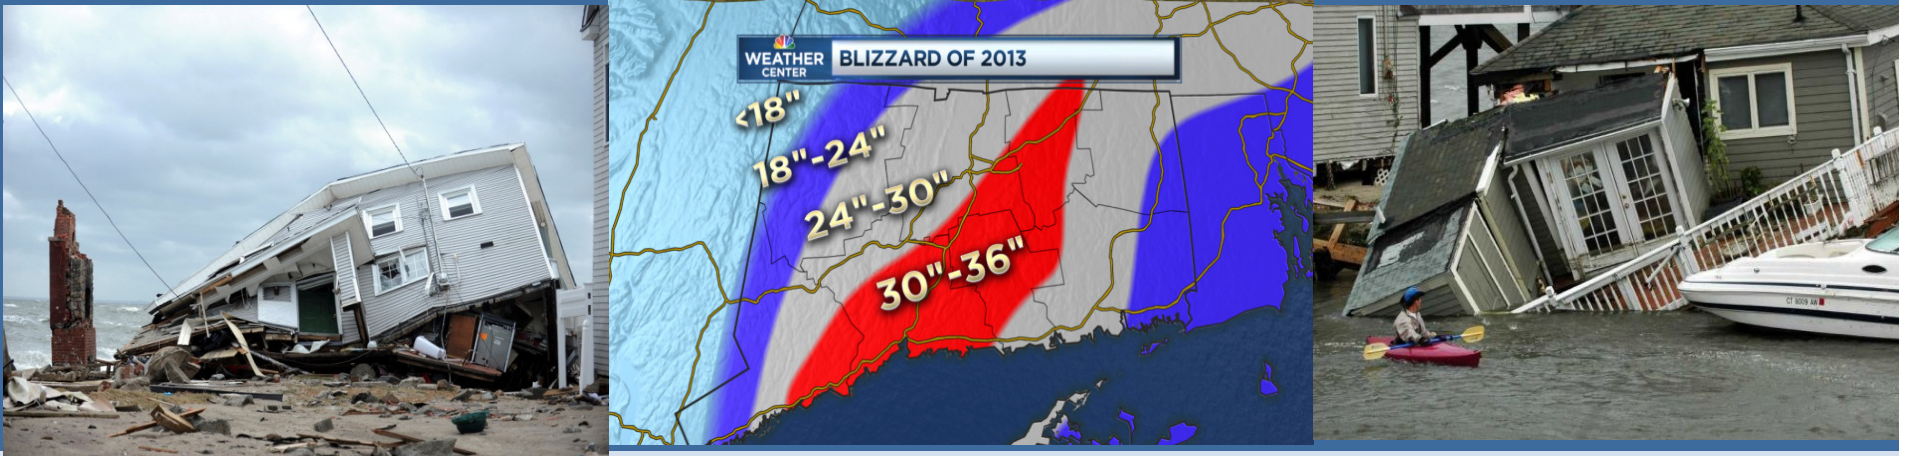 WEATHER
CENTER
BLIZZARD OF 2013
<18"
18"-24"
24"-30"
30"-36"